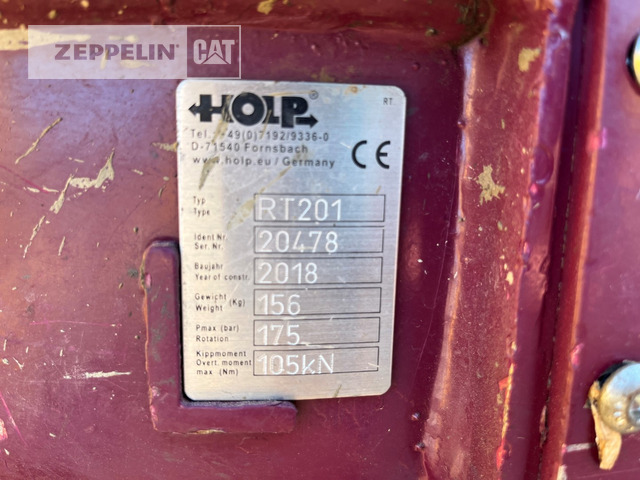 ZEPPELIN CAT
HOLP®
RT
Tel.: +49(0)7192/9336-0
D-71540 Fornsbach
www.holp.eu / Germany
CE
Typ
Type
RT201
Ident Nr.
Ser. Nr.
20478
Baujahr
Year of constr.
2018
Gewicht
Weight (Kg)
156
Pmax (bar)
Rotation
175
Kippmoment
Overt. moment
max (Nm)
105kN